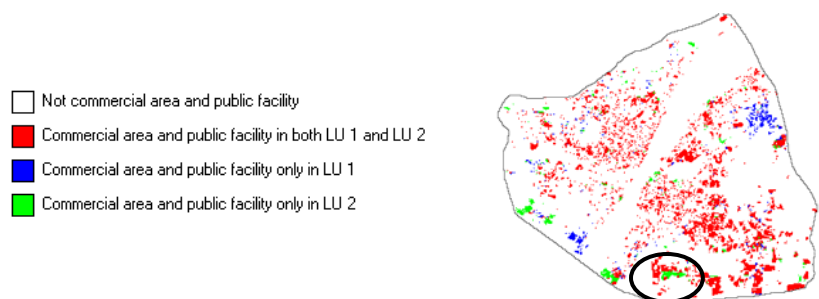 Not commercial area and public facility
Commercial area and public facility in both LU 1 and LU 2
Commercial area and public facility only in LU 1
Commercial area and public facility only in LU 2